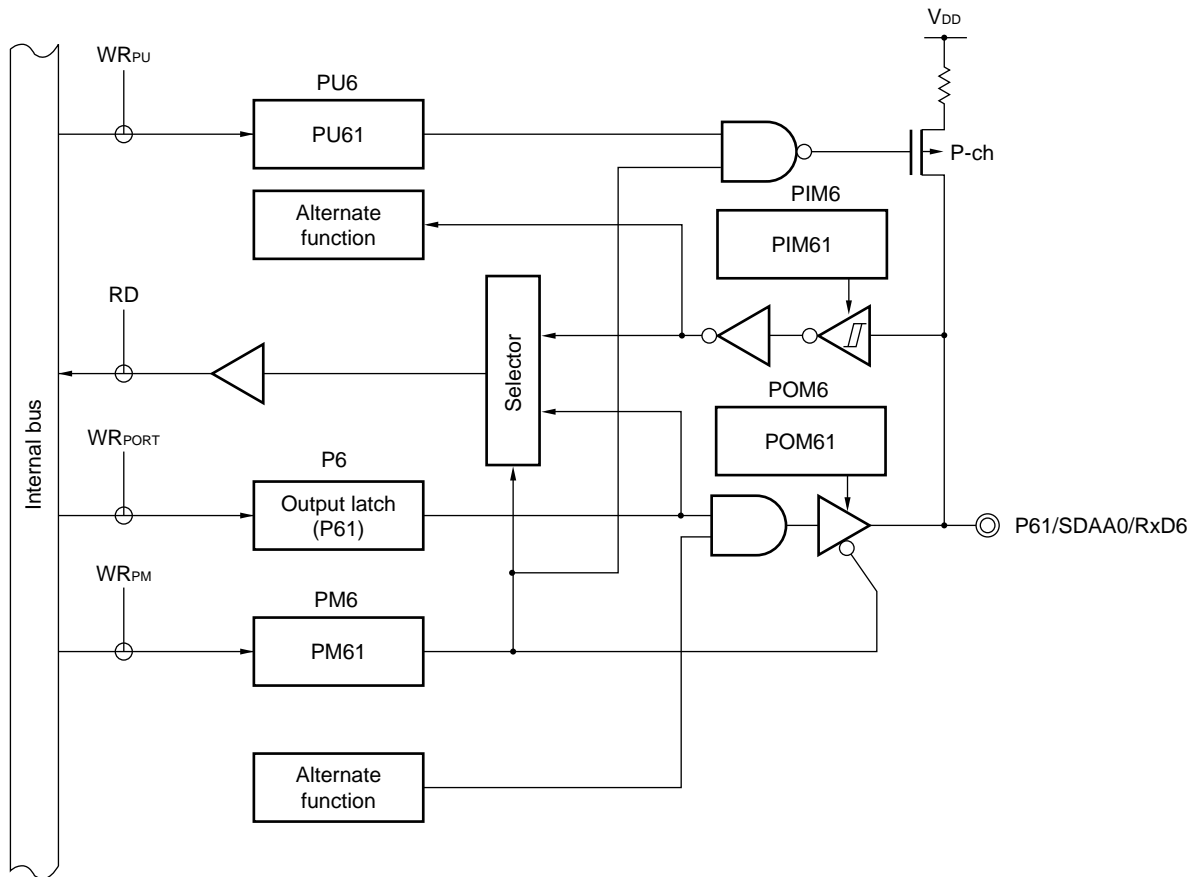 VDD
WRPU
PU6
PU61
P-ch
PIM6
Alternate
function
PIM61
RD
Selector
Internal bus
POM6
POM61
WRPORT
P6
Output latch
(P61)
P61/SDAA0/RxD6
WRPM
PM6
PM61
Alternate
function